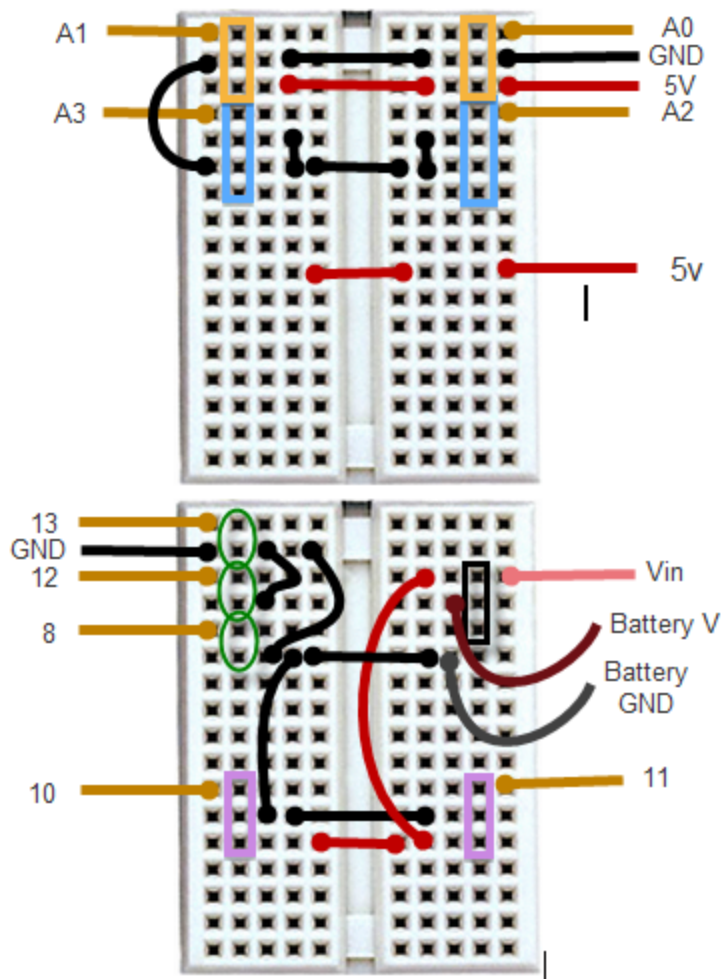 A1
A0
GND
5V
A3
A2
5v
13
GND
12
Vin
8
Battery V
Battery
GND
10
11